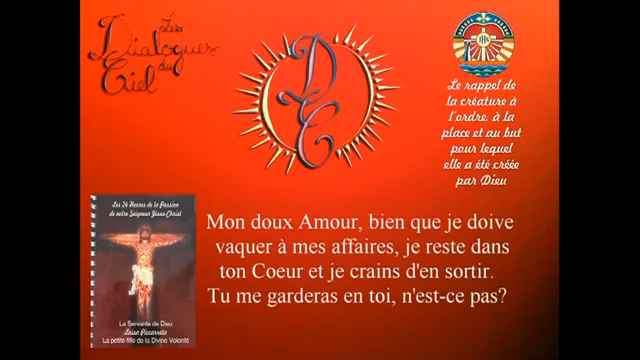 Les
Dialogues
du
Ciel
D
C
IHS
Le rappel de
la créature à
l'ordre, à la
place et au but
pour lequel
elle a été créée
par Dieu
Les 24 Heures de la Passion
de notre Seigneur Jésus-Christ
La Servante de Dieu
Luisa Piccarreta
La petite fille de la Divine Volonté
Mon doux Amour, bien que je doive
vaquer à mes affaires, je reste dans
ton Coeur et je crains d'en sortir.
Tu me garderas en toi, n'est-ce pas?